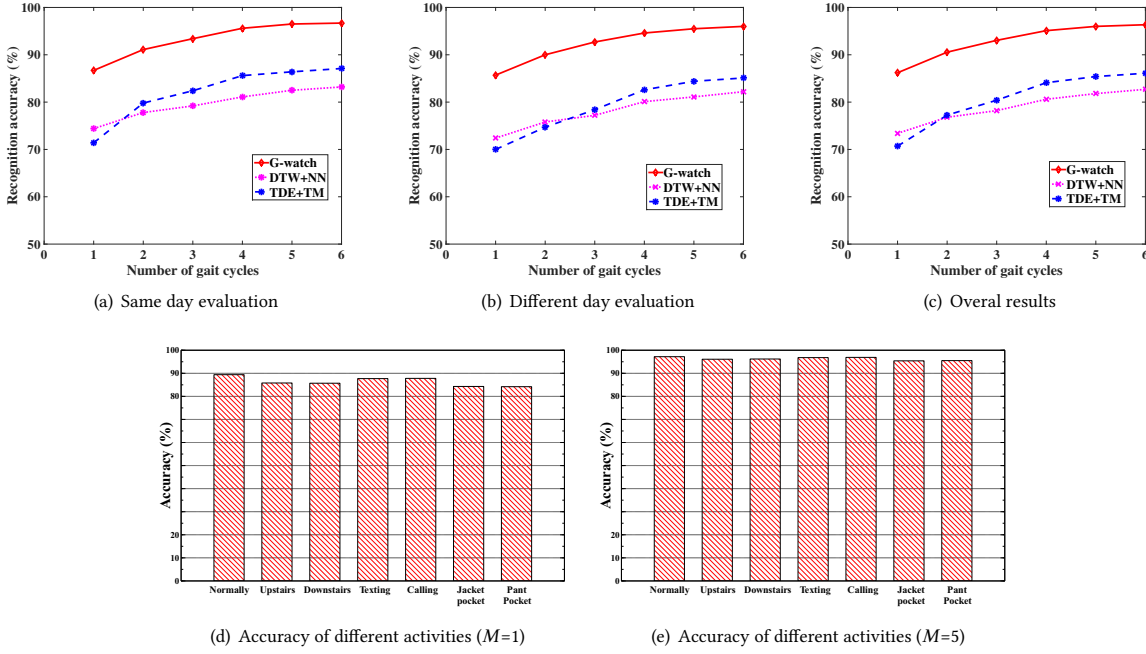 100
90
80
70
60
50
Recognition accuracy (%)
0 1 2 3 4 5 6
Number of gait cycles
G-watch
DTW+NN
TDE+TM
(a) Same day evaluation
100
90
80
70
60
50
Recognition accuracy (%)
0 1 2 3 4 5 6
Number of gait cycles
G-watch
DTW+NN
TDE+TM
(b) Different day evaluation
100
90
80
70
60
50
Recognition accuracy (%)
0 1 2 3 4 5 6
Number of gait cycles
G-watch
DTW+NN
TDE+TM
(c) Overal results
100
90
80
20
10
0
Accuracy (%)
Normally Upstairs Downstairs Texting Calling Jacket pocket Pant Pocket
(d) Accuracy of different activities (M=1)
100
90
80
20
10
0
Accuracy (%)
Normally Upstairs Downstairs Texting Calling Jacket pocket Pant Pocket
(e) Accuracy of different activities (M=5)